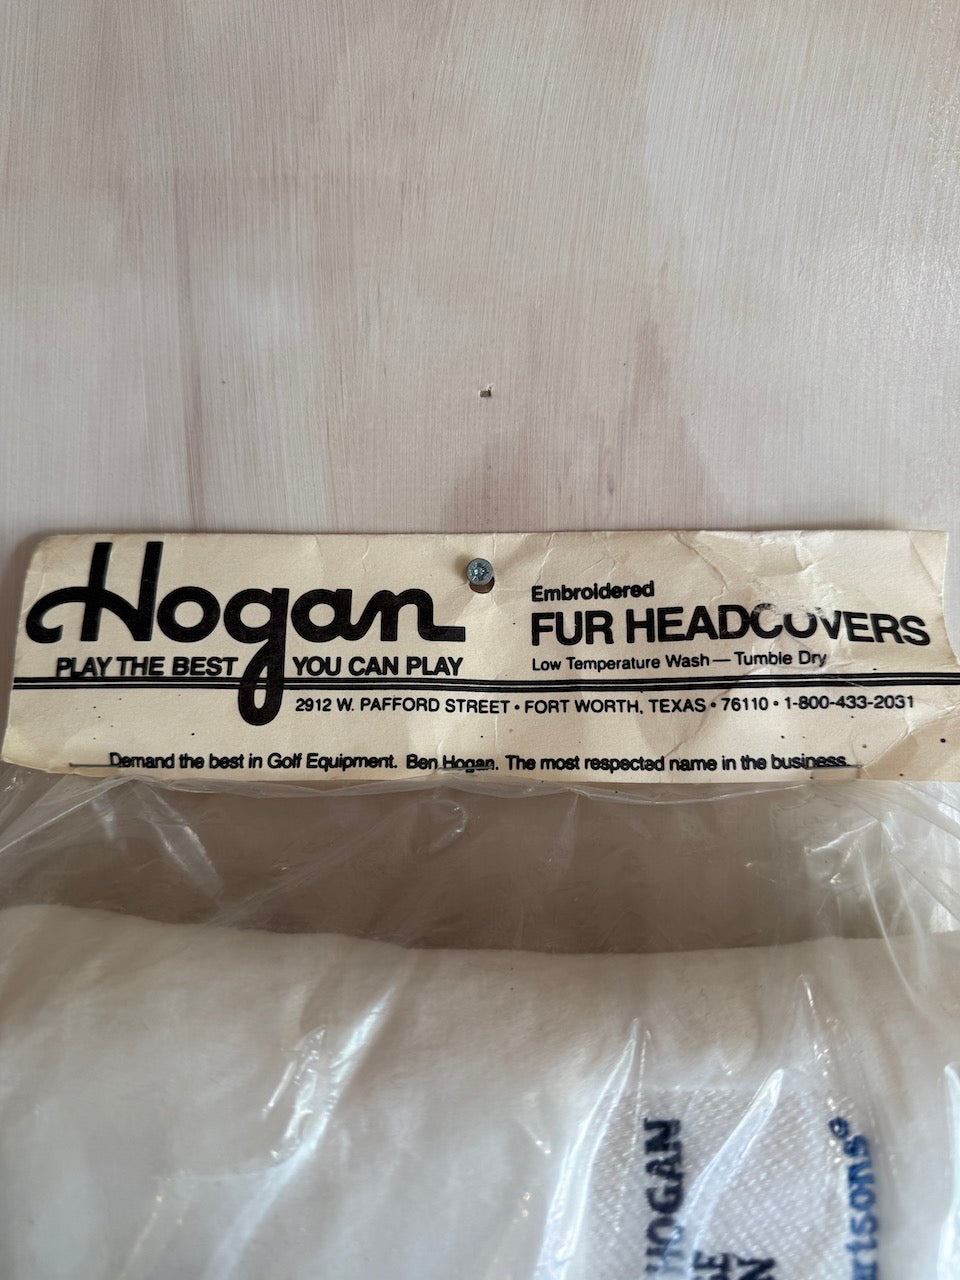 Hogan
PLAY THE BEST YOU CAN PLAY
Embroidered
FUR HEADCOVERS
Low Temperature Wash — Tumble Dry
2912 W. PAFFORD STREET • FORT WORTH, TEXAS • 76110 • 1-800-433-2031
Demand the best in Golf Equipment. Ben Hogan. The most respected name in the business.
HOGAN